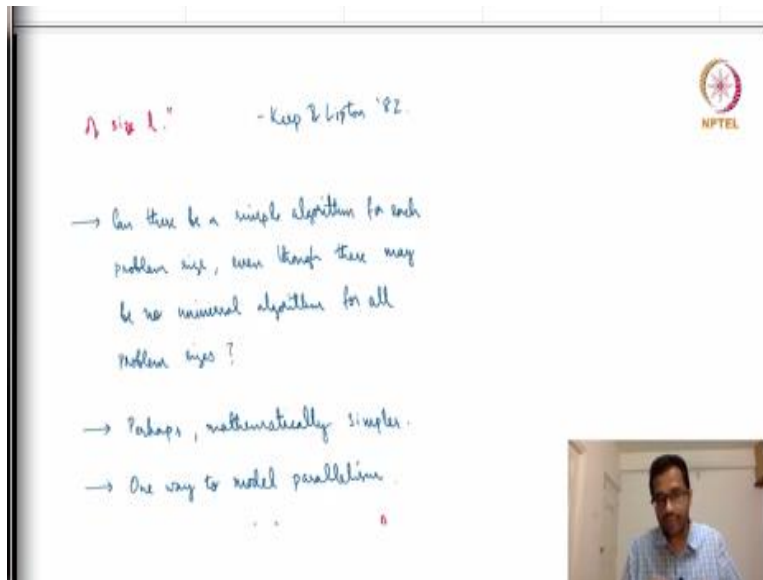 of size l." - Karp & Lipton '82.
NPTEL
→ Can there be a simple algorithm for each
problem size, even though there may
be no universal algorithm for all
problem sizes?
→ Perhaps, mathematically simpler.
→ One way to model parallelism.